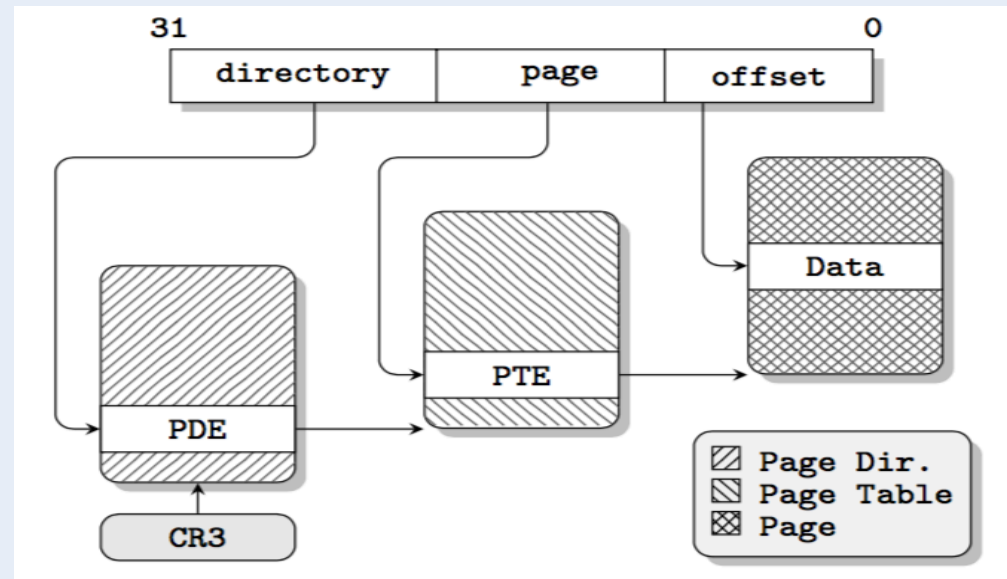 31 0
directory page offset
Data
PTE
PDE
Page Dir.
Page Table
Page
CR3